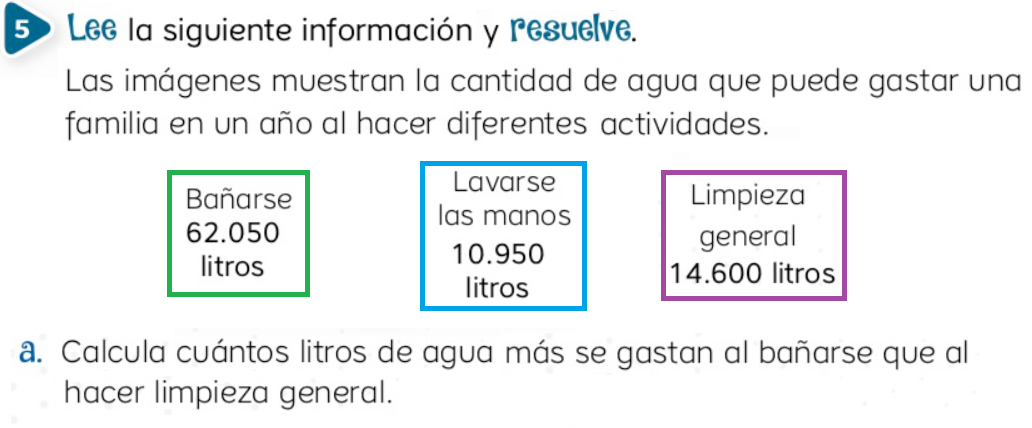 5 Lee la siguiente información y resuelve.
Las imágenes muestran la cantidad de agua que puede gastar una
familia en un año al hacer diferentes actividades.
Bañarse
62.050
litros
Lavarse
las manos
10.950
litros
Limpieza
general
14.600 litros
a. Calcula cuántos litros de agua más se gastan al bañarse que al
hacer limpieza general.